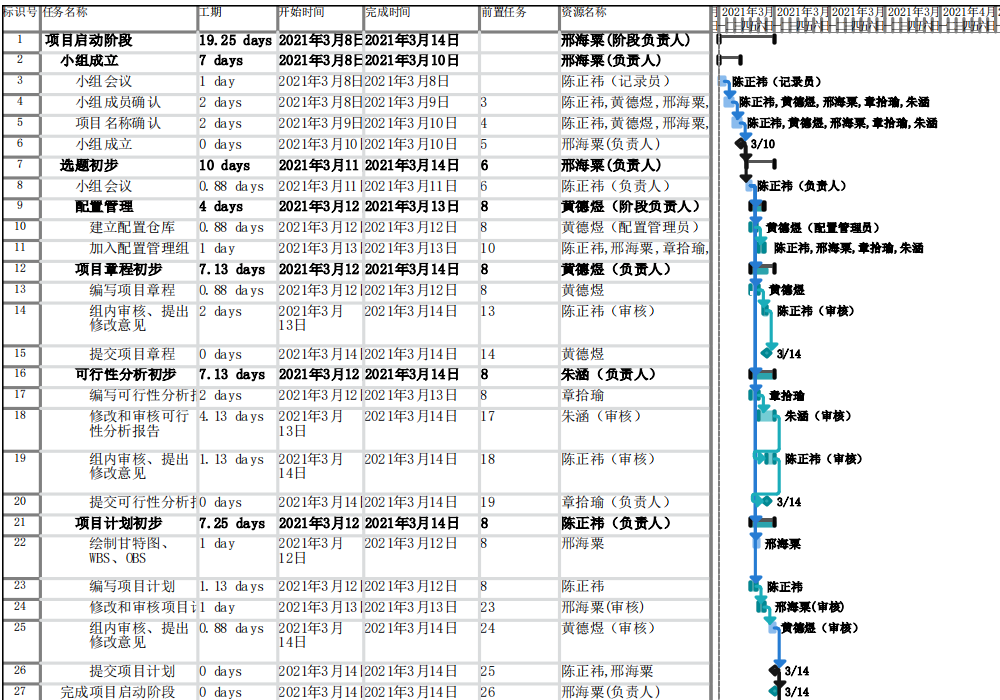 标识号 任务名称 工期 开始时间 完成时间 前置任务 资源名称 月 2021年3月 2021年3月 2021年3月 2021年3月 2021年4月
1 项目启动阶段 19.25 days 2021年3月8日 2021年3月14日 邢海粟(阶段负责人)
2 小组成立 7 days 2021年3月8日 2021年3月10日 邢海粟(负责人)
3 小组会议 1 day 2021年3月8日 2021年3月8日 陈正祎（记录员） 陈正祎（记录员）
4 小组成员确认 2 days 2021年3月8日 2021年3月9日 3 陈正祎,黄德煜,邢海粟, 陈正祎,黄德煜,邢海粟,章拾瑜,朱涵
5 项目名称确认 2 days 2021年3月9日 2021年3月10日 4 陈正祎,黄德煜,邢海粟, 陈正祎,黄德煜,邢海粟,章拾瑜,朱涵
6 小组成立 0 days 2021年3月10 2021年3月10日 5 邢海粟(负责人) 3/10
7 选题初步 10 days 2021年3月11 2021年3月14日 6 邢海粟(负责人)
8 小组会议 0.88 days 2021年3月11 2021年3月11日 6 陈正祎（负责人） 陈正祎（负责人）
9 配置管理 4 days 2021年3月12 2021年3月13日 8 黄德煜（阶段负责人）
10 建立配置仓库 0.88 days 2021年3月12 2021年3月12日 8 黄德煜（配置管理员） 黄德煜（配置管理员）
11 加入配置管理组 1 day 2021年3月13 2021年3月13日 10 陈正祎,邢海粟,章拾瑜, 陈正祎,邢海粟,章拾瑜,朱涵
12 项目章程初步 7.13 days 2021年3月12 2021年3月14日 8 黄德煜（负责人）
13 编写项目章程 0.88 days 2021年3月12 2021年3月12日 8 黄德煜 黄德煜
14 组内审核、提出 2 days 2021年3月 2021年3月14日 13 陈正祎（审核） 陈正祎（审核）
修改意见 13日
15 提交项目章程 0 days 2021年3月14 2021年3月14日 14 黄德煜 3/14
16 可行性分析初步 7.13 days 2021年3月12 2021年3月14日 8 朱涵（负责人）
17 编写可行性分析 2 days 2021年3月12 2021年3月13日 8 章拾瑜 章拾瑜
18 修改和审核可行 4.13 days 2021年3月 2021年3月14日 17 朱涵（审核） 朱涵（审核）
性分析报告 13日
19 组内审核、提出 1.13 days 2021年3月 2021年3月14日 18 陈正祎（审核） 陈正祎（审核）
修改意见 14日
20 提交可行性分析 0 days 2021年3月14 2021年3月14日 19 章拾瑜（负责人） 3/14
21 项目计划初步 7.25 days 2021年3月12 2021年3月14日 8 陈正祎（负责人）
22 绘制甘特图、 1 day 2021年3月 2021年3月12日 8 邢海粟 邢海粟
WBS、OBS 12日
23 编写项目计划 1.13 days 2021年3月12 2021年3月12日 8 陈正祎 陈正祎
24 修改和审核项目 1 day 2021年3月13 2021年3月13日 23 邢海粟(审核) 邢海粟(审核)
25 组内审核、提出 0.88 days 2021年3月 2021年3月14日 24 黄德煜（审核） 黄德煜（审核）
修改意见 14日
26 提交项目计划 0 days 2021年3月14 2021年3月14日 25 陈正祎,邢海粟 3/14
27 完成项目启动阶段 0 days 2021年3月14 2021年3月14日 26 邢海粟(负责人) 3/14